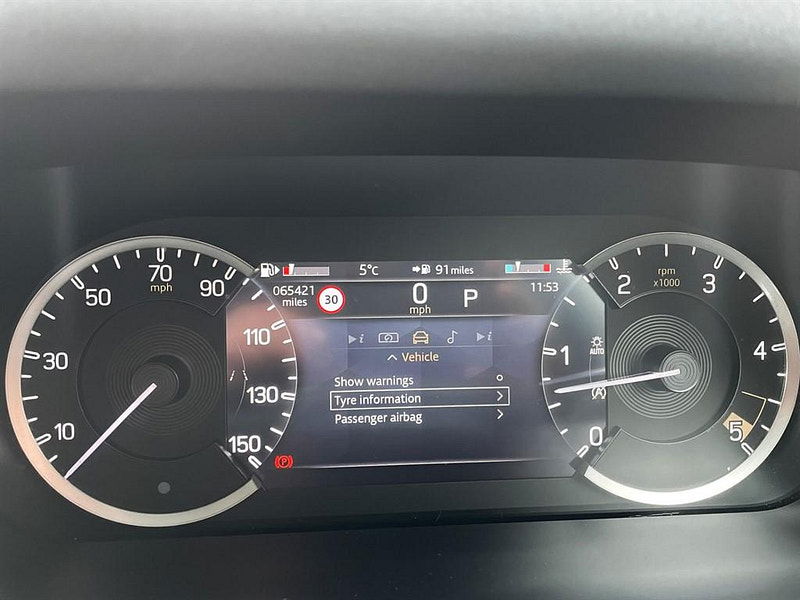 5°C
91 miles
065421
miles
30
0
mph
P
11:53
Vehicle
Show warnings
Tyre information
Passenger airbag
10
30
50
70
mph
90
110
130
150
(P)
0
1
2
3
4
5
rpm
x1000
AUTO
A